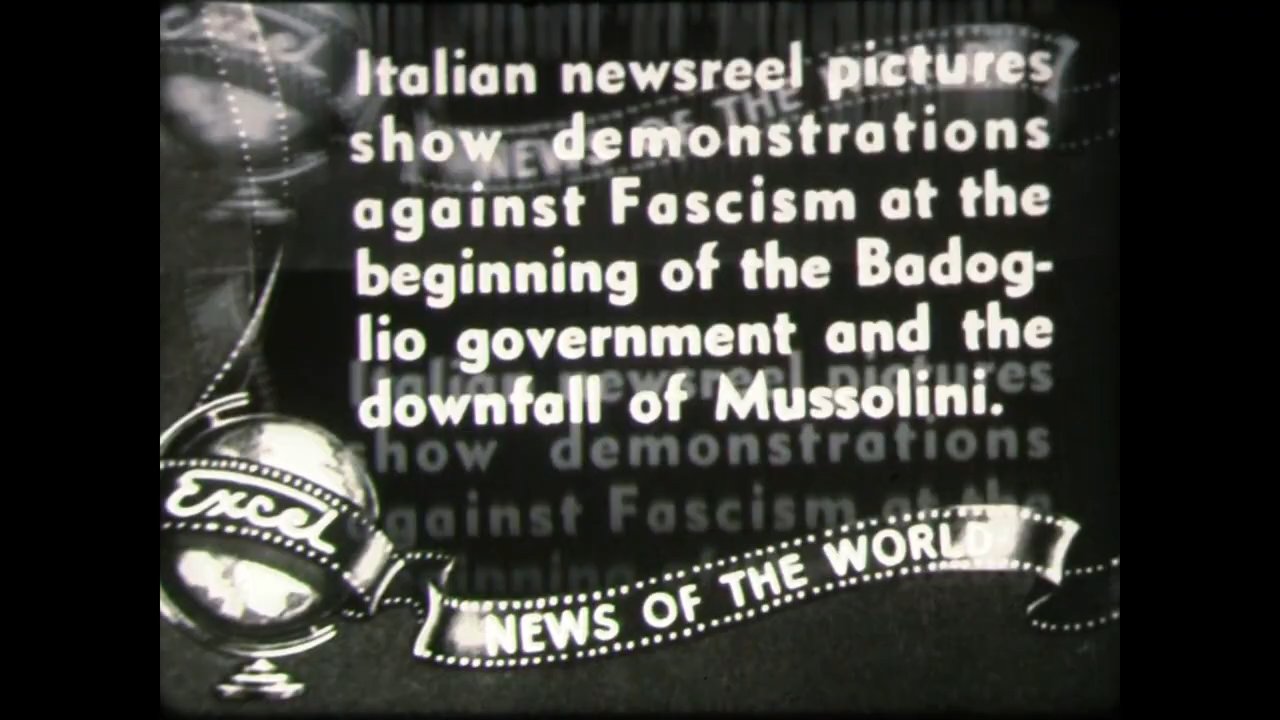 Italian newsreel pictures
show demonstrations
against Fascism at the
beginning of the Badog-
lio government and the
downfall of Mussolini.
Excel
NEWS OF THE WORLD